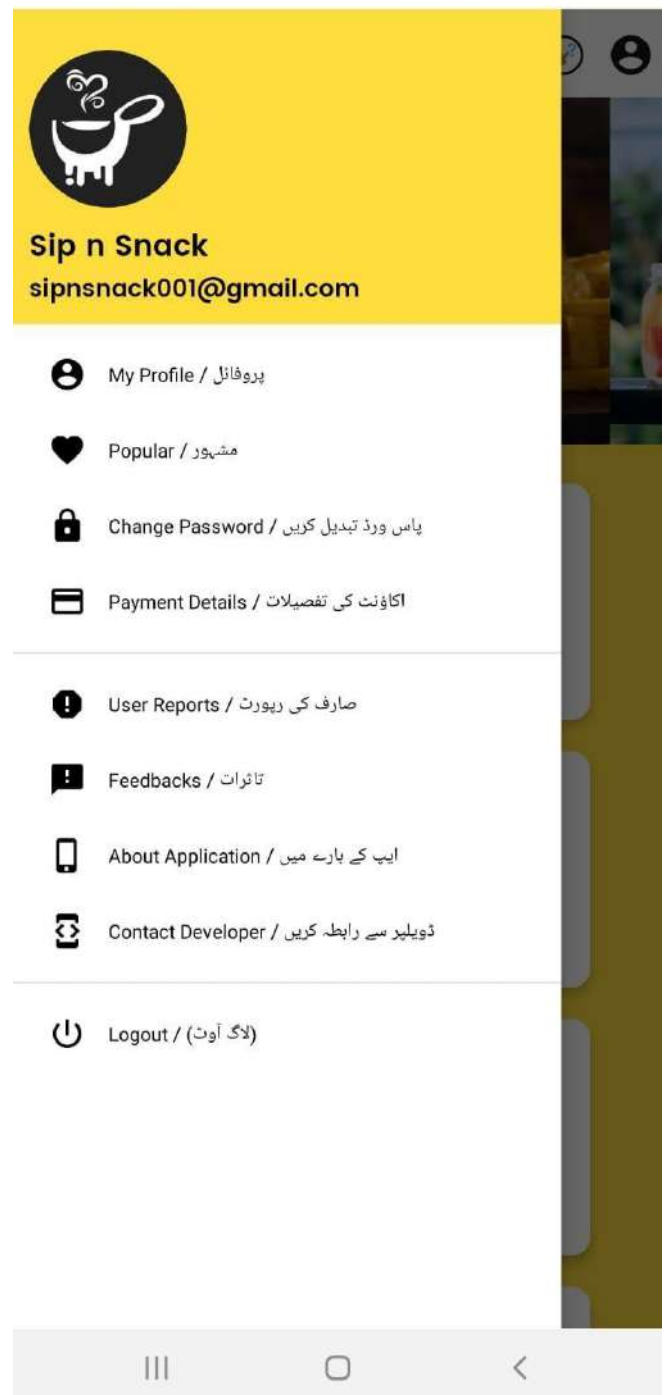 Sip n Snack
sipnsnack001@gmail.com
My Profile / پروفائل
Popular / مشہور
Change Password / پاس ورڈ تبدیل کریں
Payment Details / اکاؤنٹ کی تفصیلات
User Reports / صارف کی رپورٹ
Feedbacks / تاثرات
About Application / ایپ کے بارے میں
Contact Developer / ڈویلپر سے رابطہ کریں
Logout / (لاگ آوٹ)